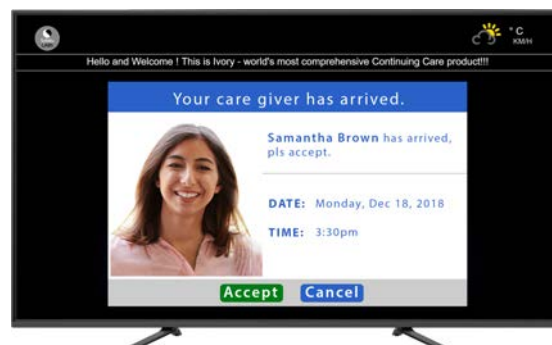 ° C
KM/H
Hello and Welcome ! This is Ivory - world's most comprehensive Continuing Care product!!!
Your care giver has arrived.
Samantha Brown has arrived,
pls accept.
DATE: Monday, Dec 18, 2018
TIME: 3:30pm
Accept Cancel